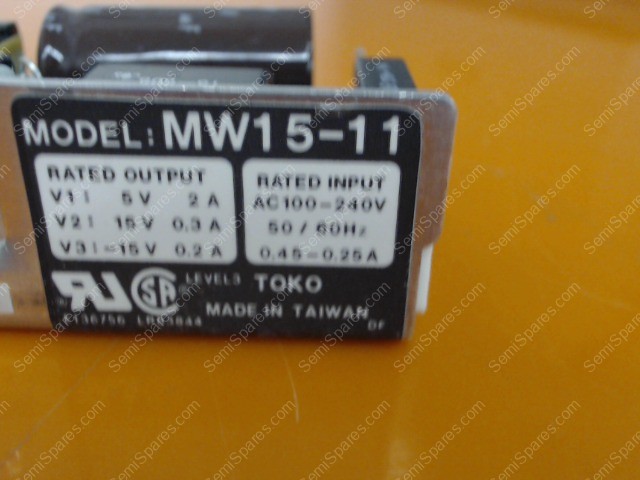 MODEL: MW15-11
RATED OUTPUT
V1: 5V 2A
V2: 15V 0.3A
V3: -15V 0.2A
RATED INPUT
AC100-240V
50/60Hz
0.45-0.25A
LEVEL3 TOKO
MADE IN TAIWAN
DF
SemiSpares.com